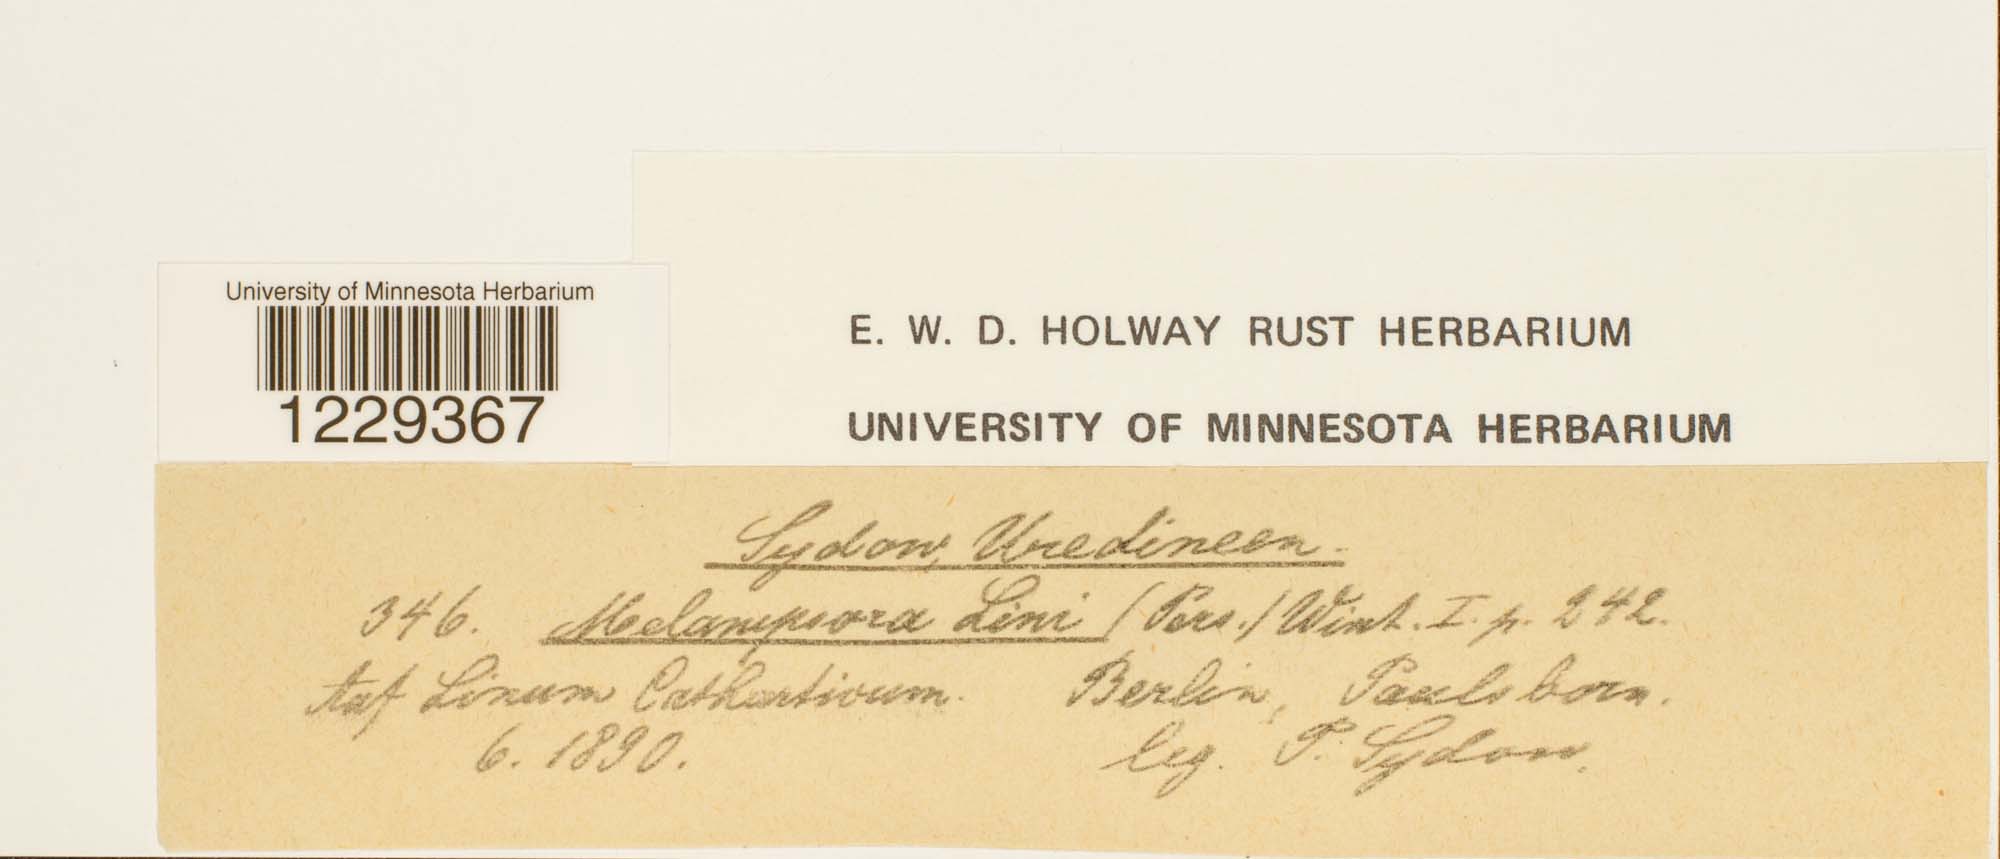 University of Minnesota Herbarium
1229367
E. W. D. HOLWAY RUST HERBARIUM
UNIVERSITY OF MINNESOTA HERBARIUM
Sydow, Uredineen.
346. Melampsora Lini (Pers.) Wint. I. p. 242.
Auf Linum Catharticum. Berlin, Paulsborn.
6. 1890. leg. P. Sydow.